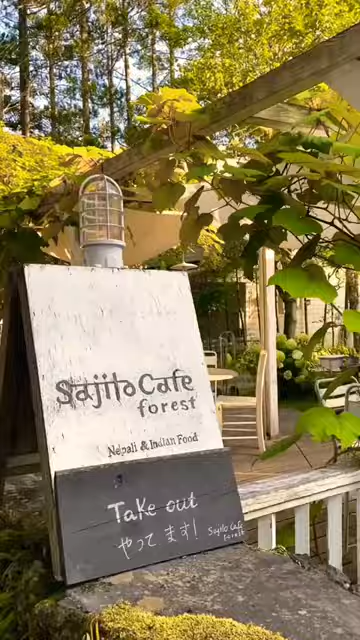 Sajilo Cafe
forest
Nepali & Indian Food
Take out
やってます!
Sajilo Cafe
forest